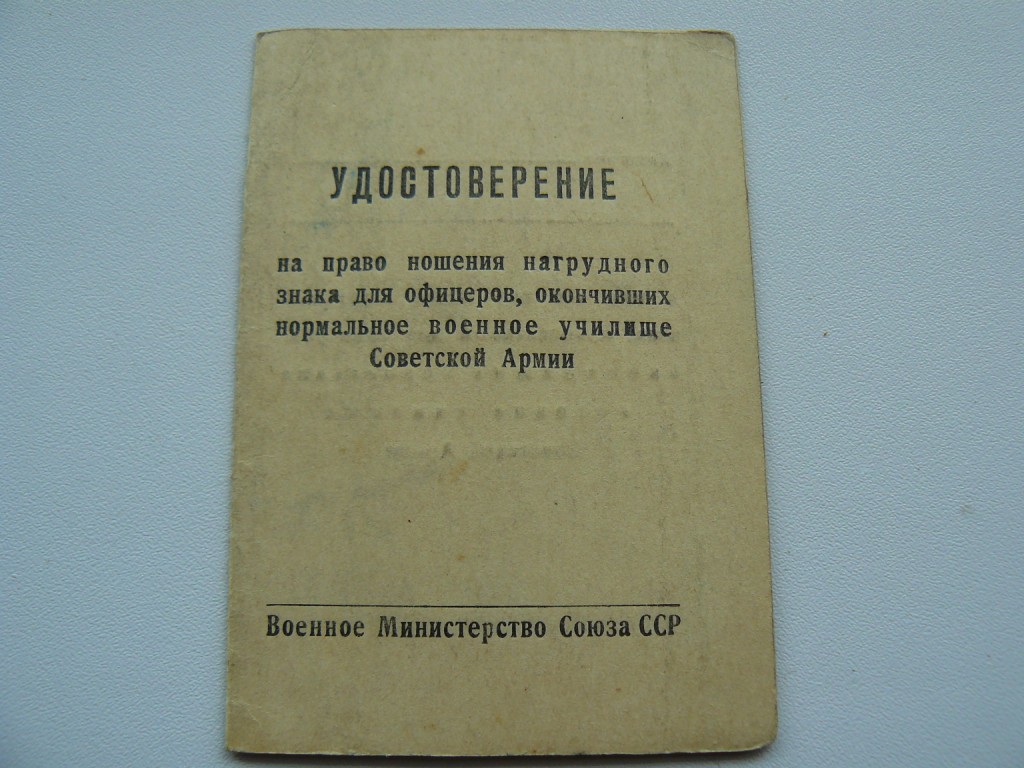 УДОСТОВЕРЕНИЕ
на право ношения нагрудного
знака для офицеров, окончивших
нормальное военное училище
Советской Армии
Военное Министерство Союза ССР